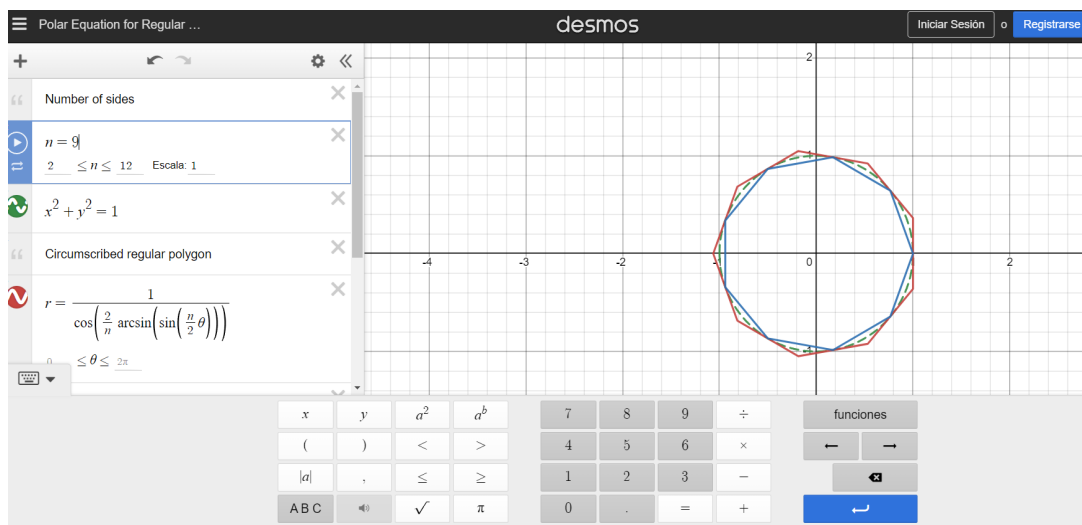 Polar Equation for Regular ...
desmos
Iniciar Sesión o Registrarse
Number of sides
n = 9
2 ≤ n ≤ 12 Escala: 1
x² + y² = 1
Circumscribed regular polygon
r = 1 / cos(2/n arcsin(sin(n/2 θ)))
0 ≤ θ ≤ 2π
2
-4 -3 -2 -1 0 2
1
-1
x y a² aᵇ 7 8 9 ÷ funciones
( ) < > 4 5 6 × ← →
|a| , ≤ ≥ 1 2 3 −
A B C √ π 0 . = +